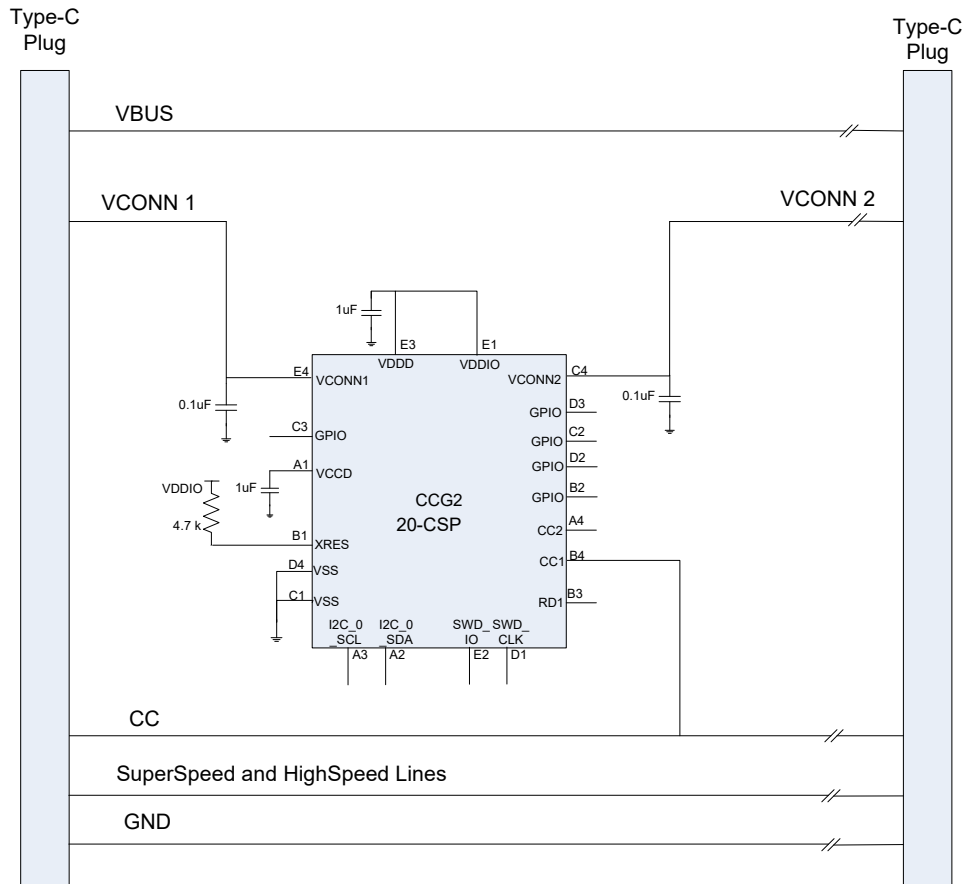 Type-C
Plug
Type-C
Plug
VBUS
VCONN 1
VCONN 2
1uF
E3
E1
VDDD
VDDIO
E4
VCONN1
C4
VCONN2
0.1uF
0.1uF
D3
GPIO
C3
GPIO
C2
GPIO
A1
VCCD
D2
GPIO
VDDIO
1uF
B2
GPIO
CCG2
20-CSP
4.7 k
A4
CC2
B1
XRES
B4
CC1
D4
VSS
C1
VSS
B3
RD1
I2C_0
_SCL
I2C_0
_SDA
SWD_
IO
SWD_
CLK
A3
A2
E2
D1
CC
SuperSpeed and HighSpeed Lines
GND